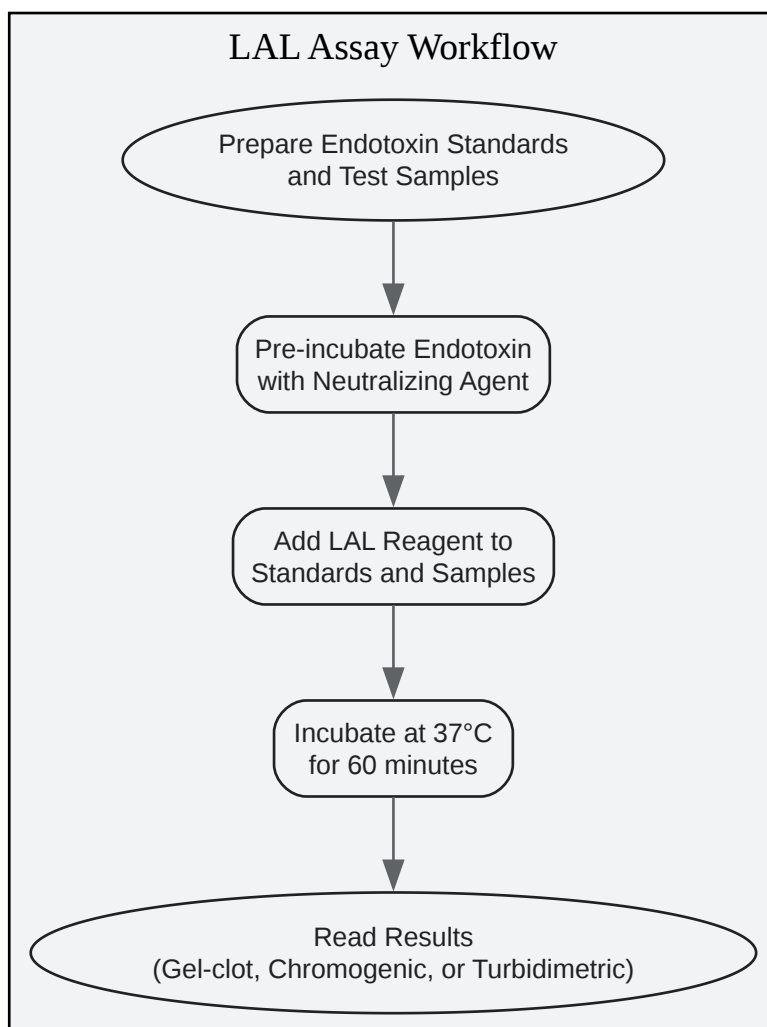 LAL Assay Workflow
Prepare Endotoxin Standards
and Test Samples
Pre-incubate Endotoxin
with Neutralizing Agent
Add LAL Reagent to
Standards and Samples
Incubate at 37°C
for 60 minutes
Read Results
(Gel-clot, Chromogenic, or Turbidimetric)